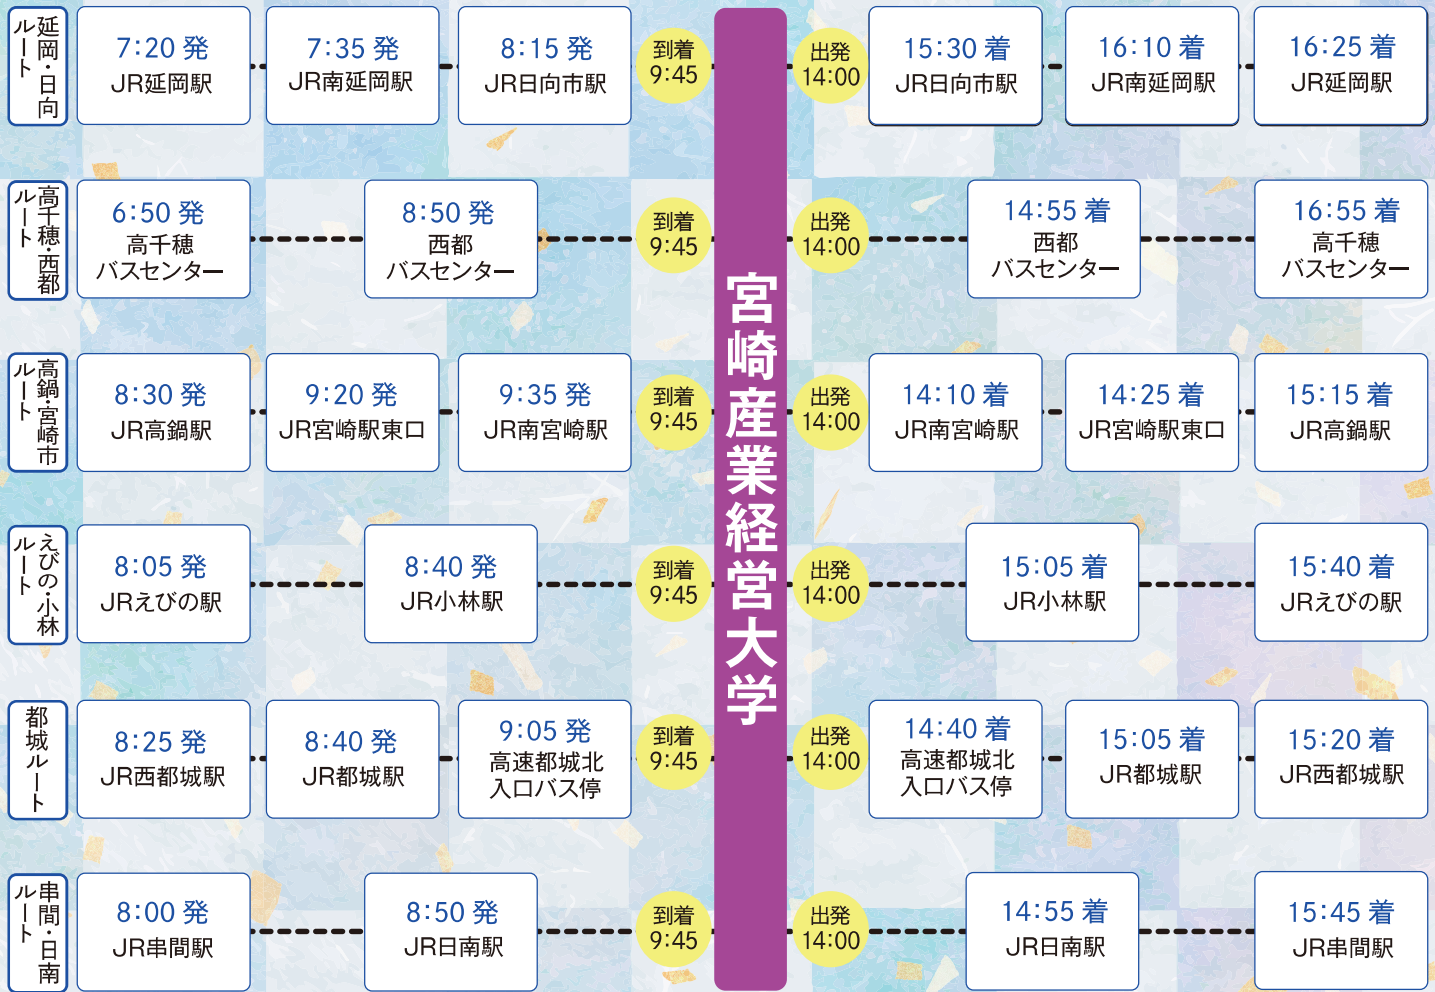 延岡・日向
ルート
7:20 発
JR延岡駅
7:35 発
JR南延岡駅
8:15 発
JR日向市駅
到着
9:45
出発
14:00
15:30 着
JR日向市駅
16:10 着
JR南延岡駅
16:25 着
JR延岡駅
高千穂・西都
ルート
6:50 発
高千穂
バスセンター
8:50 発
西都
バスセンター
到着
9:45
出発
14:00
14:55 着
西都
バスセンター
16:55 着
高千穂
バスセンター
宮崎産業経営大学
高鍋・宮崎市
ルート
8:30 発
JR高鍋駅
9:20 発
JR宮崎駅東口
9:35 発
JR南宮崎駅
到着
9:45
出発
14:00
14:10 着
JR南宮崎駅
14:25 着
JR宮崎駅東口
15:15 着
JR高鍋駅
えびの・小林
ルート
8:05 発
JRえびの駅
8:40 発
JR小林駅
到着
9:45
出発
14:00
15:05 着
JR小林駅
15:40 着
JRえびの駅
都城ルート
8:25 発
JR西都城駅
8:40 発
JR都城駅
9:05 発
高速都城北
入口バス停
到着
9:45
出発
14:00
14:40 着
高速都城北
入口バス停
15:05 着
JR都城駅
15:20 着
JR西都城駅
串間・日南
ルート
8:00 発
JR串間駅
8:50 発
JR日南駅
到着
9:45
出発
14:00
14:55 着
JR日南駅
15:45 着
JR串間駅